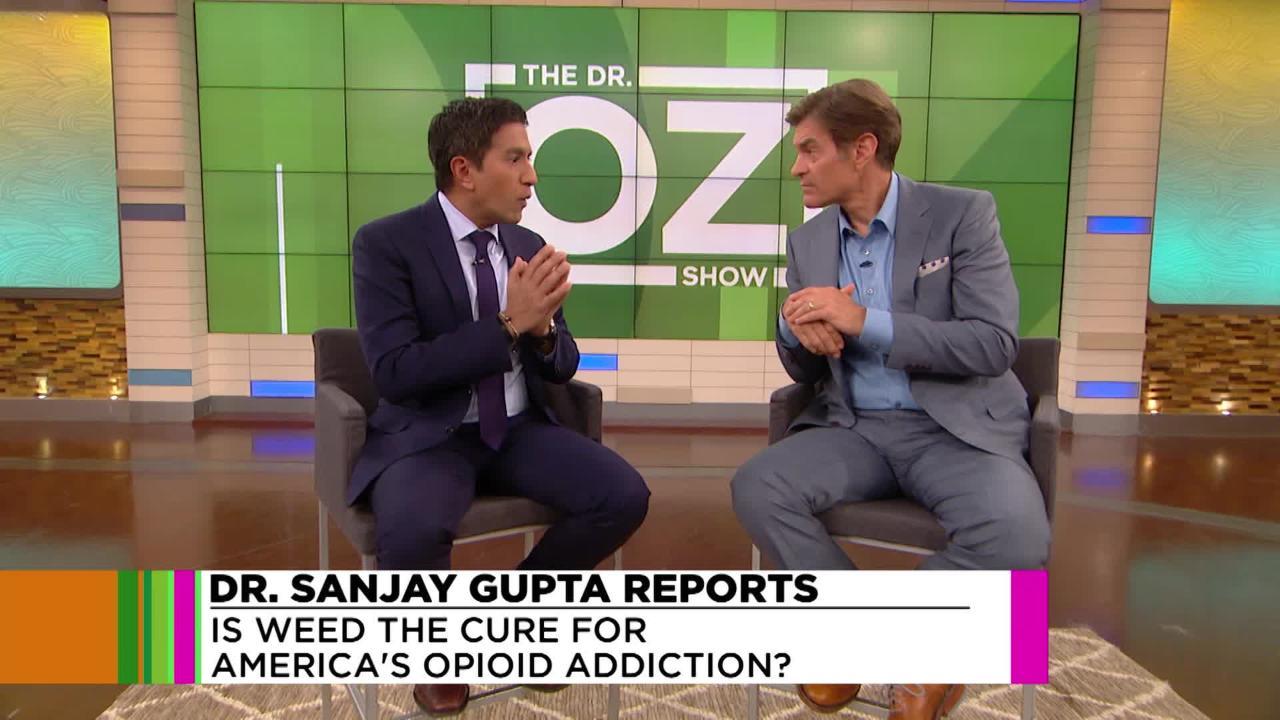 THE DR.
OZ
SHOW
DR. SANJAY GUPTA REPORTS
IS WEED THE CURE FOR
AMERICA'S OPIOID ADDICTION?